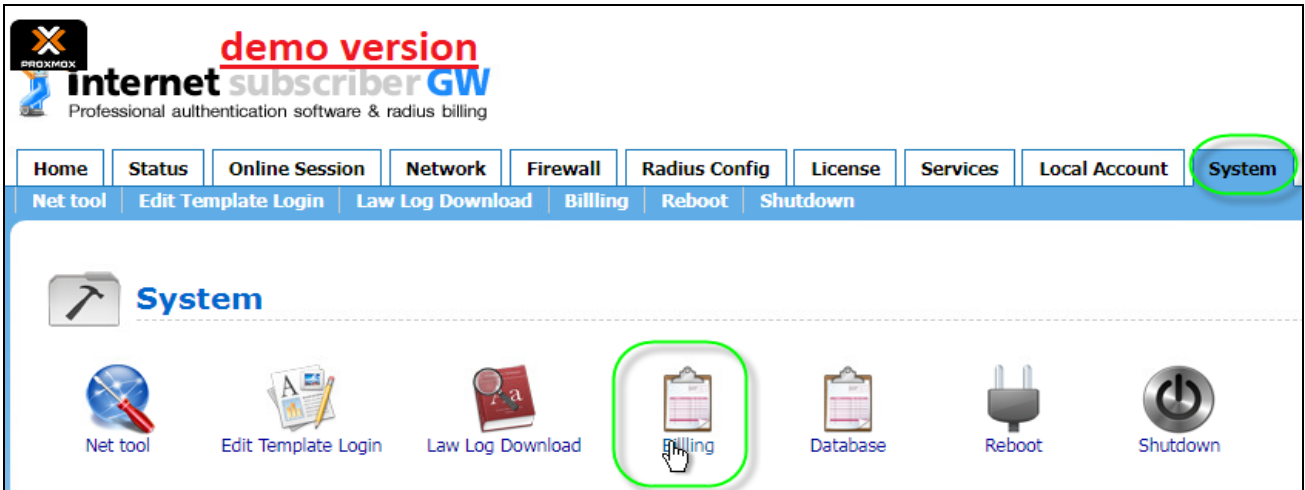 PROXMOX
demo version
internet subscriber GW
Professional aulthentication software & radius billing
Home Status Online Session Network Firewall Radius Config License Services Local Account System
Net tool Edit Template Login Law Log Download Billling Reboot Shutdown
System
Net tool Edit Template Login Law Log Download Billling Database Reboot Shutdown